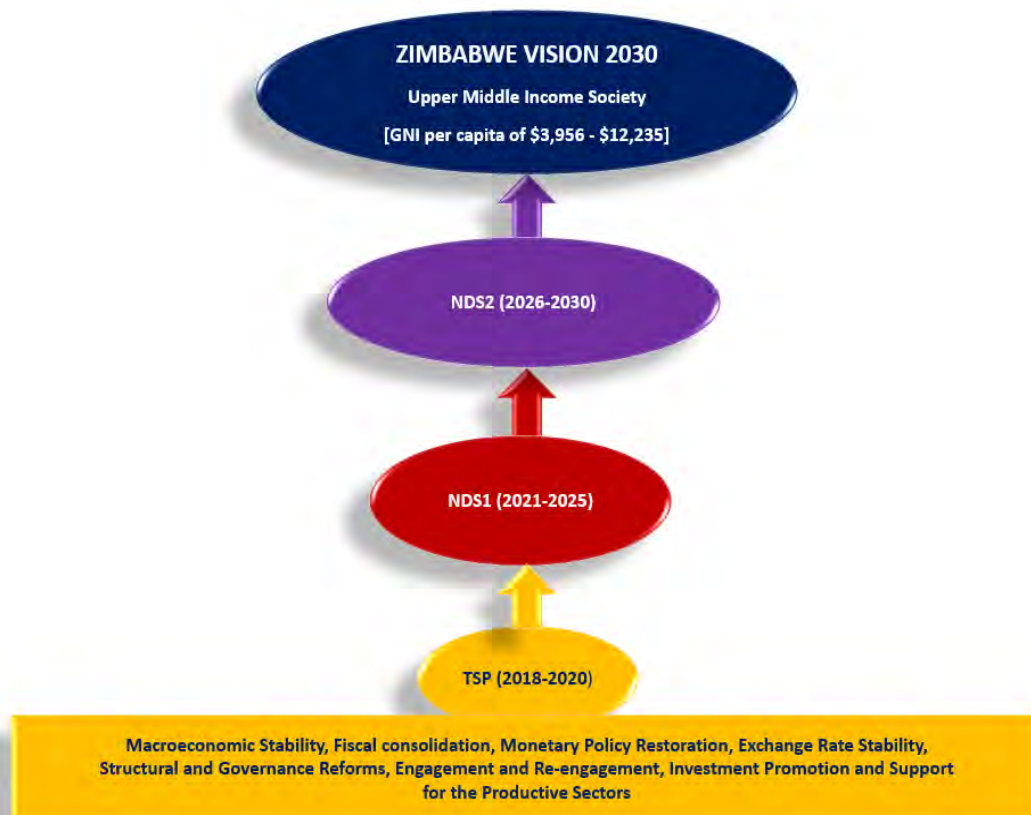 ZIMBABWE VISION 2030
Upper Middle Income Society
[GNI per capita of $3,956 - $12,235]
NDS2 (2026-2030)
NDS1 (2021-2025)
TSP (2018-2020)
Macroeconomic Stability, Fiscal consolidation, Monetary Policy Restoration, Exchange Rate Stability,
Structural and Governance Reforms, Engagement and Re-engagement, Investment Promotion and Support
for the Productive Sectors